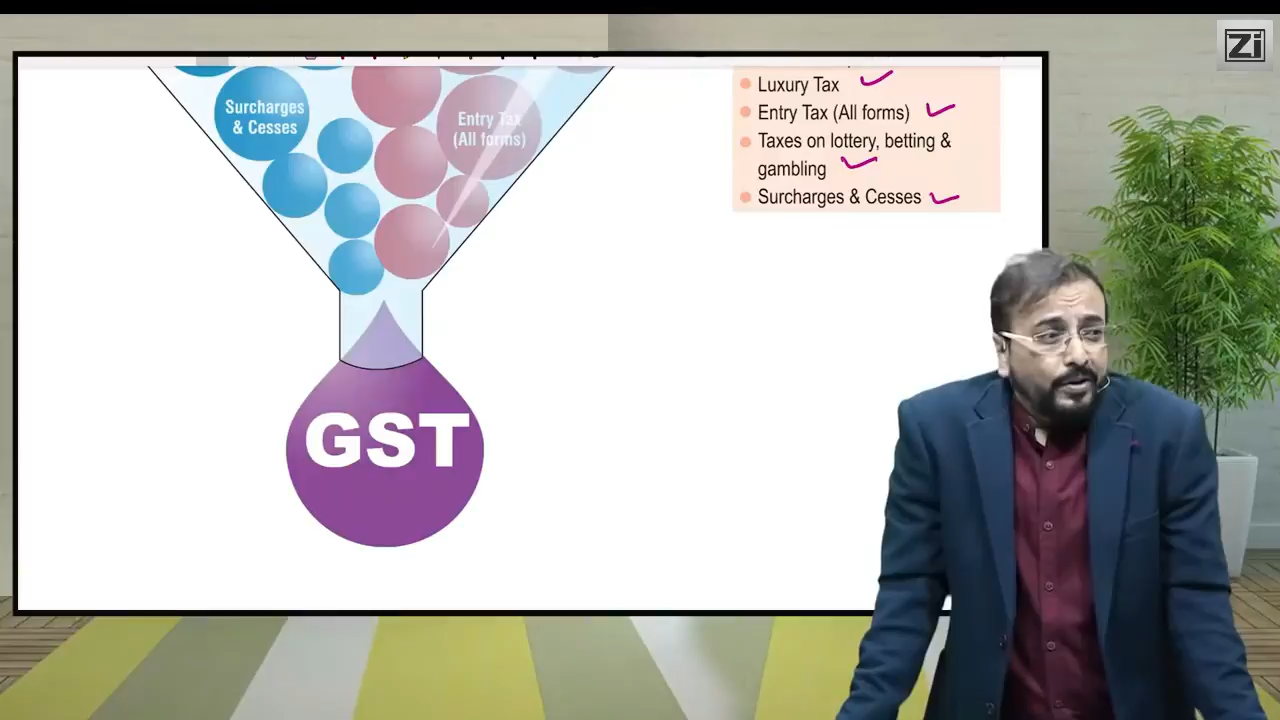 Surcharges
& Cesses
Entry Tax
(All forms)
GST
Luxury Tax
Entry Tax (All forms)
Taxes on lottery, betting &
gambling
Surcharges & Cesses
Zi